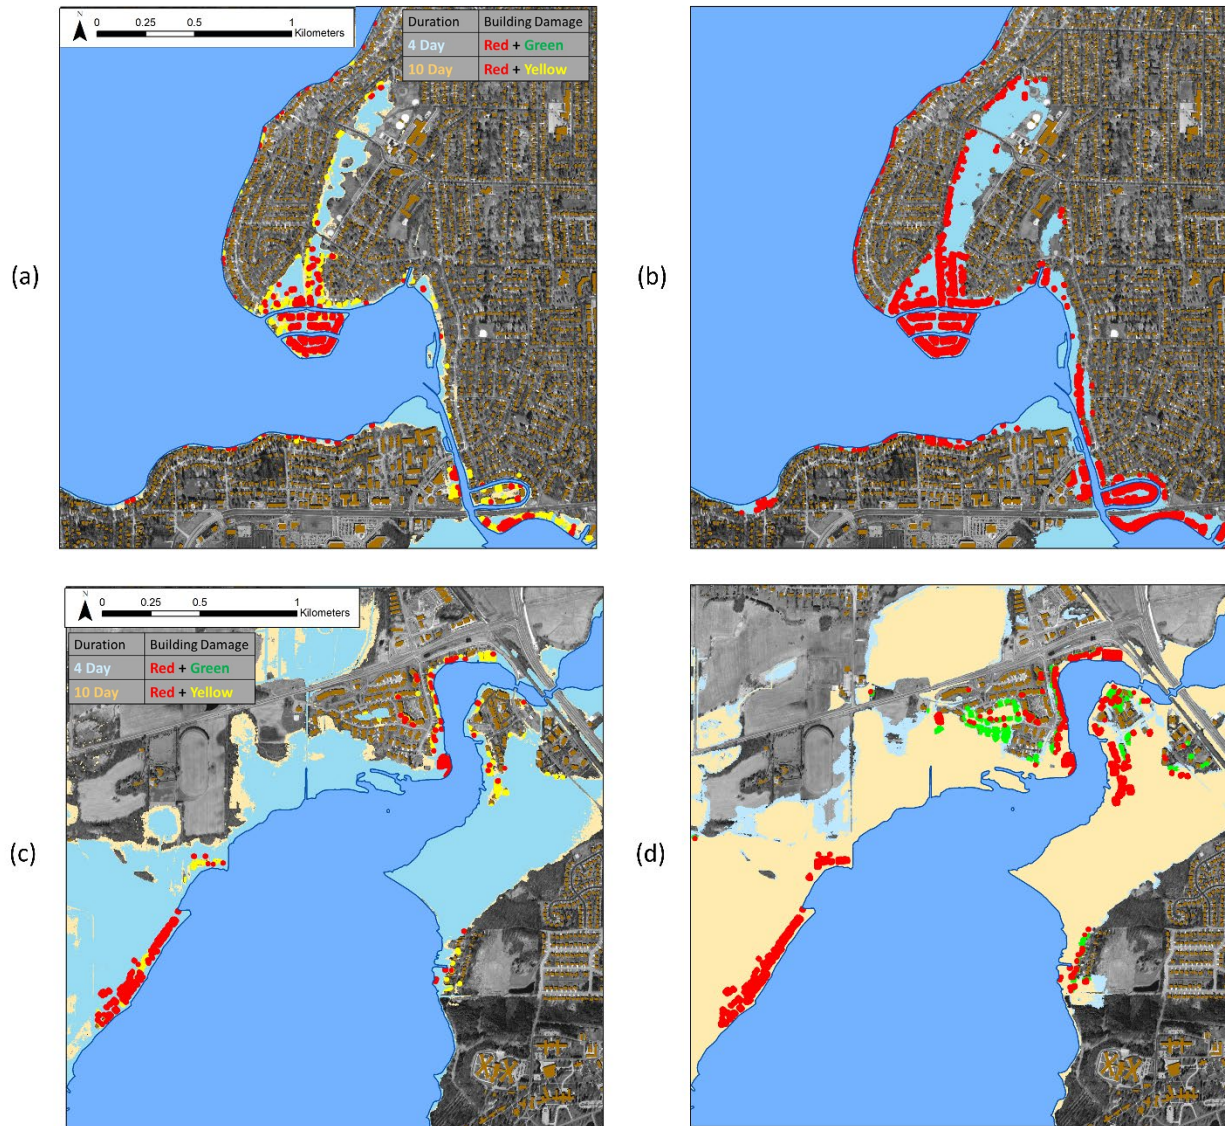 0 0.25 0.5 1
Kilometers
N
Duration Building Damage
4 Day Red + Green
10 Day Red + Yellow
(a)
(b)
0 0.25 0.5 1
Kilometers
N
Duration Building Damage
4 Day Red + Green
10 Day Red + Yellow
(c)
(d)